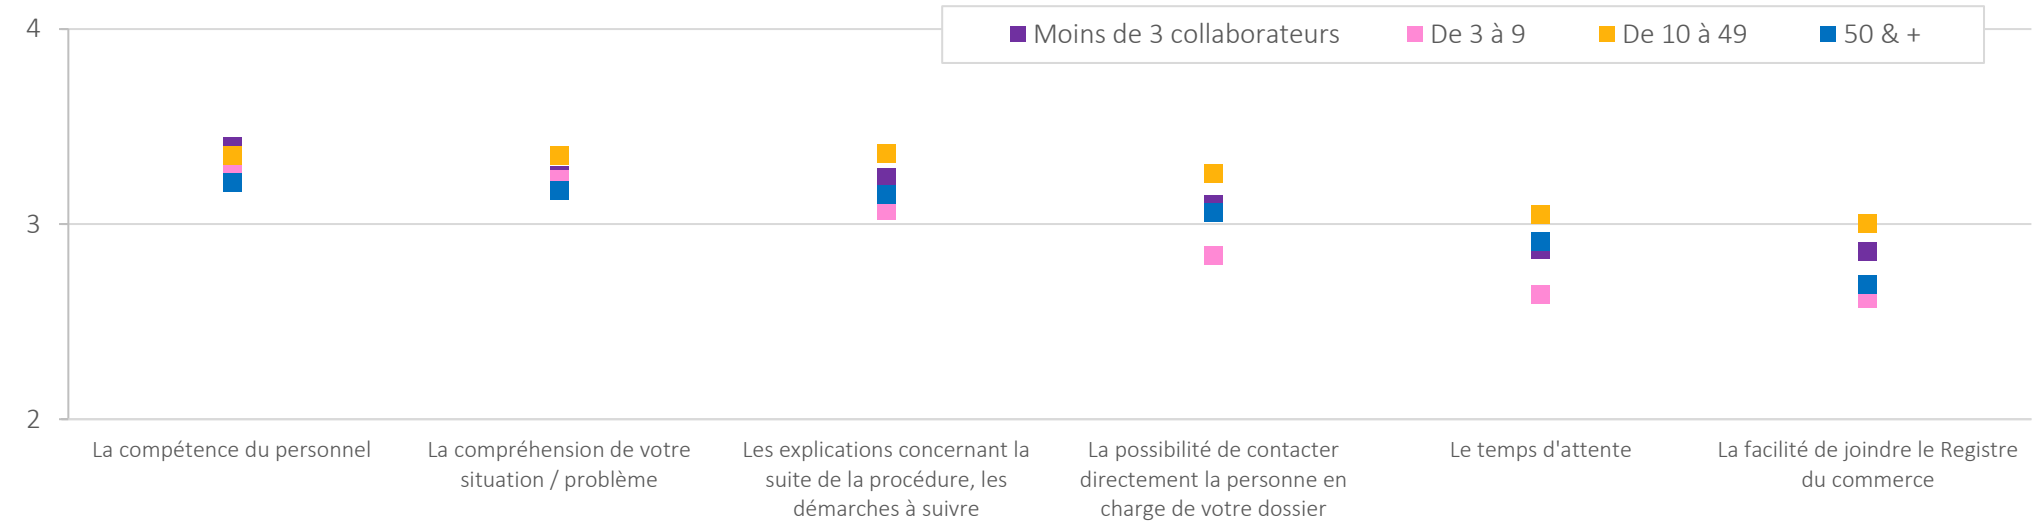 4
Moins de 3 collaborateurs
De 3 à 9
De 10 à 49
50 & +
3
2
La compétence du personnel
La compréhension de votre
situation / problème
Les explications concernant la
suite de la procédure, les
démarches à suivre
La possibilité de contacter
directement la personne en
charge de votre dossier
Le temps d'attente
La facilité de joindre le Registre
du commerce